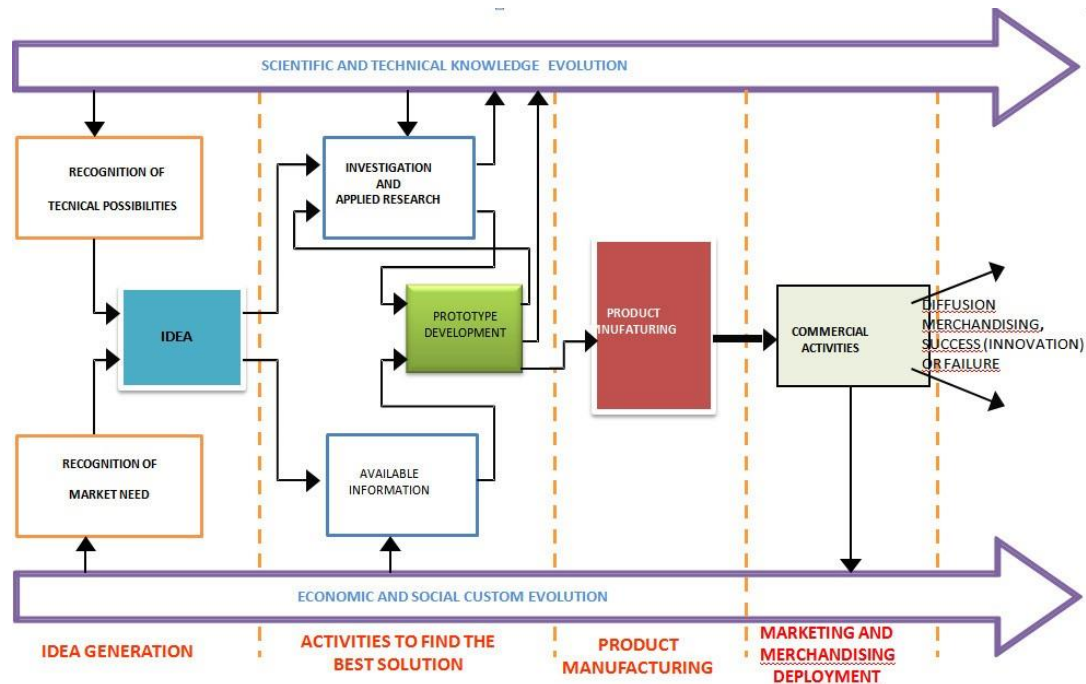 SCIENTIFIC AND TECHNICAL KNOWLEDGE EVOLUTION
RECOGNITION OF
TECNICAL POSSIBILITIES
INVESTIGATION
AND
APPLIED RESEARCH
IDEA
PROTOTYPE
DEVELOPMENT
PRODUCT
MNUFATURING
COMMERCIAL
ACTIVITIES
DIFFUSION
MERCHANDISING,
SUCCESS (INNOVATION)
OR FAILURE
RECOGNITION OF
MARKET NEED
AVAILABLE
INFORMATION
ECONOMIC AND SOCIAL CUSTOM EVOLUTION
IDEA GENERATION
ACTIVITIES TO FIND THE
BEST SOLUTION
PRODUCT
MANUFACTURING
MARKETING AND
MERCHANDISING
DEPLOYMENT